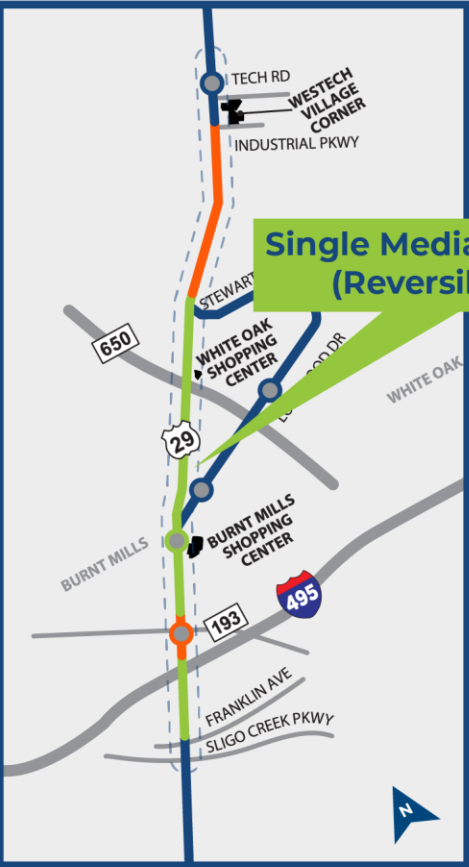 TECH RD
WESTECH
VILLAGE
CORNER
INDUSTRIAL PKWY
Single Media
(Reversi
STEWART
650
WHITE OAK
SHOPPING
CENTER
WHITE OAK
29
BURNT MILLS
SHOPPING
CENTER
BURNT MILLS
495
193
FRANKLIN AVE
SLIGO CREEK PKWY
N